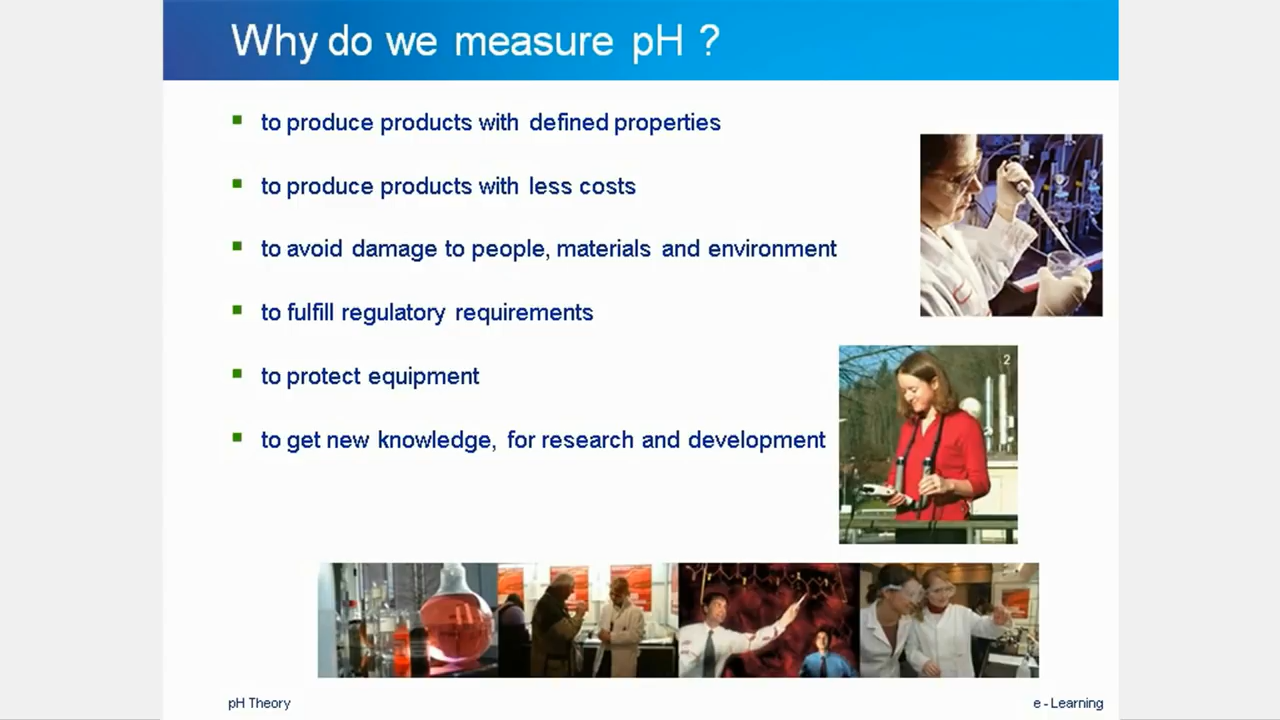 Why do we measure pH ?
to produce products with defined properties
to produce products with less costs
to avoid damage to people, materials and environment
to fulfill regulatory requirements
to protect equipment
to get new knowledge, for research and development
2
pH Theory
e - Learning